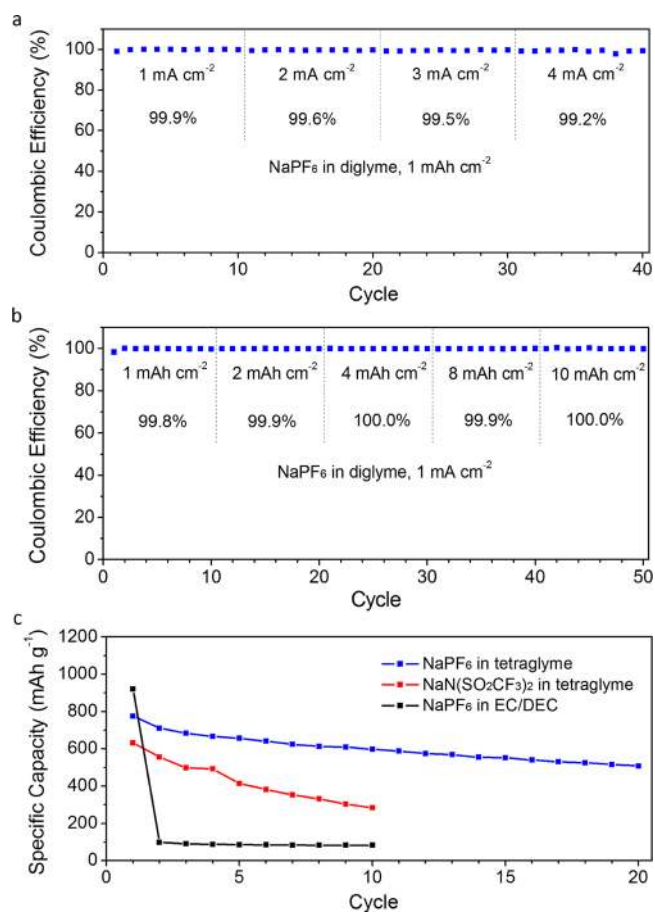 a
Coulombic Efficiency (%)
100
80
60
40
20
0
1 mA cm⁻² 2 mA cm⁻² 3 mA cm⁻² 4 mA cm⁻²
99.9% 99.6% 99.5% 99.2%
NaPF₆ in diglyme, 1 mAh cm⁻²
0 10 20 30 40
Cycle
b
Coulombic Efficiency (%)
100
80
60
40
20
0
1 mAh cm⁻² 2 mAh cm⁻² 4 mAh cm⁻² 8 mAh cm⁻² 10 mAh cm⁻²
99.8% 99.9% 100.0% 99.9% 100.0%
NaPF₆ in diglyme, 1 mA cm⁻²
0 10 20 30 40 50
Cycle
c
Specific Capacity (mAh g⁻¹)
1200
1000
800
600
400
200
0
NaPF₆ in tetraglyme
NaN(SO₂CF₃)₂ in tetraglyme
NaPF₆ in EC/DEC
0 5 10 15 20
Cycle